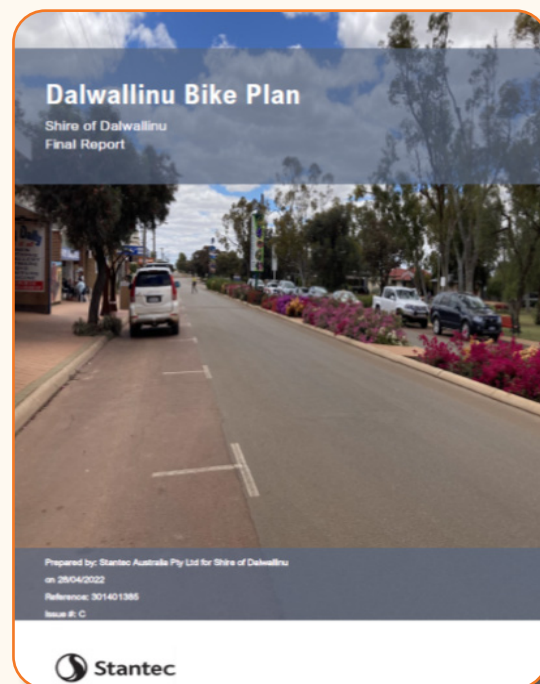 Dalwallinu Bike Plan
Shire of Dalwallinu
Final Report
Prepared by: Stantec Australia Pty Ltd for Shire of Dalwallinu
on 28/04/2022
Reference: 301401365
Issue #: C
Stantec